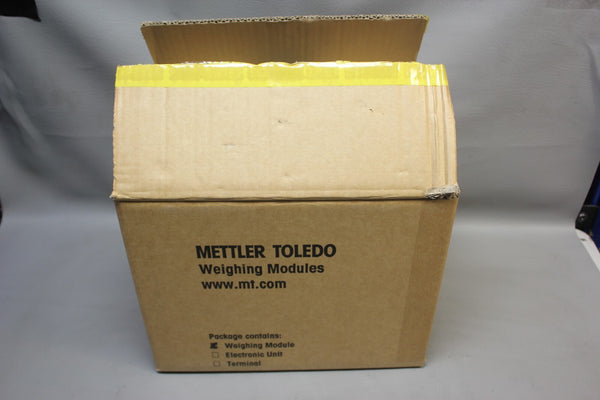 METTLER TOLEDO
Weighing Modules
www.mt.com
Package contains:
Weighing Module
Electronic Unit
Terminal